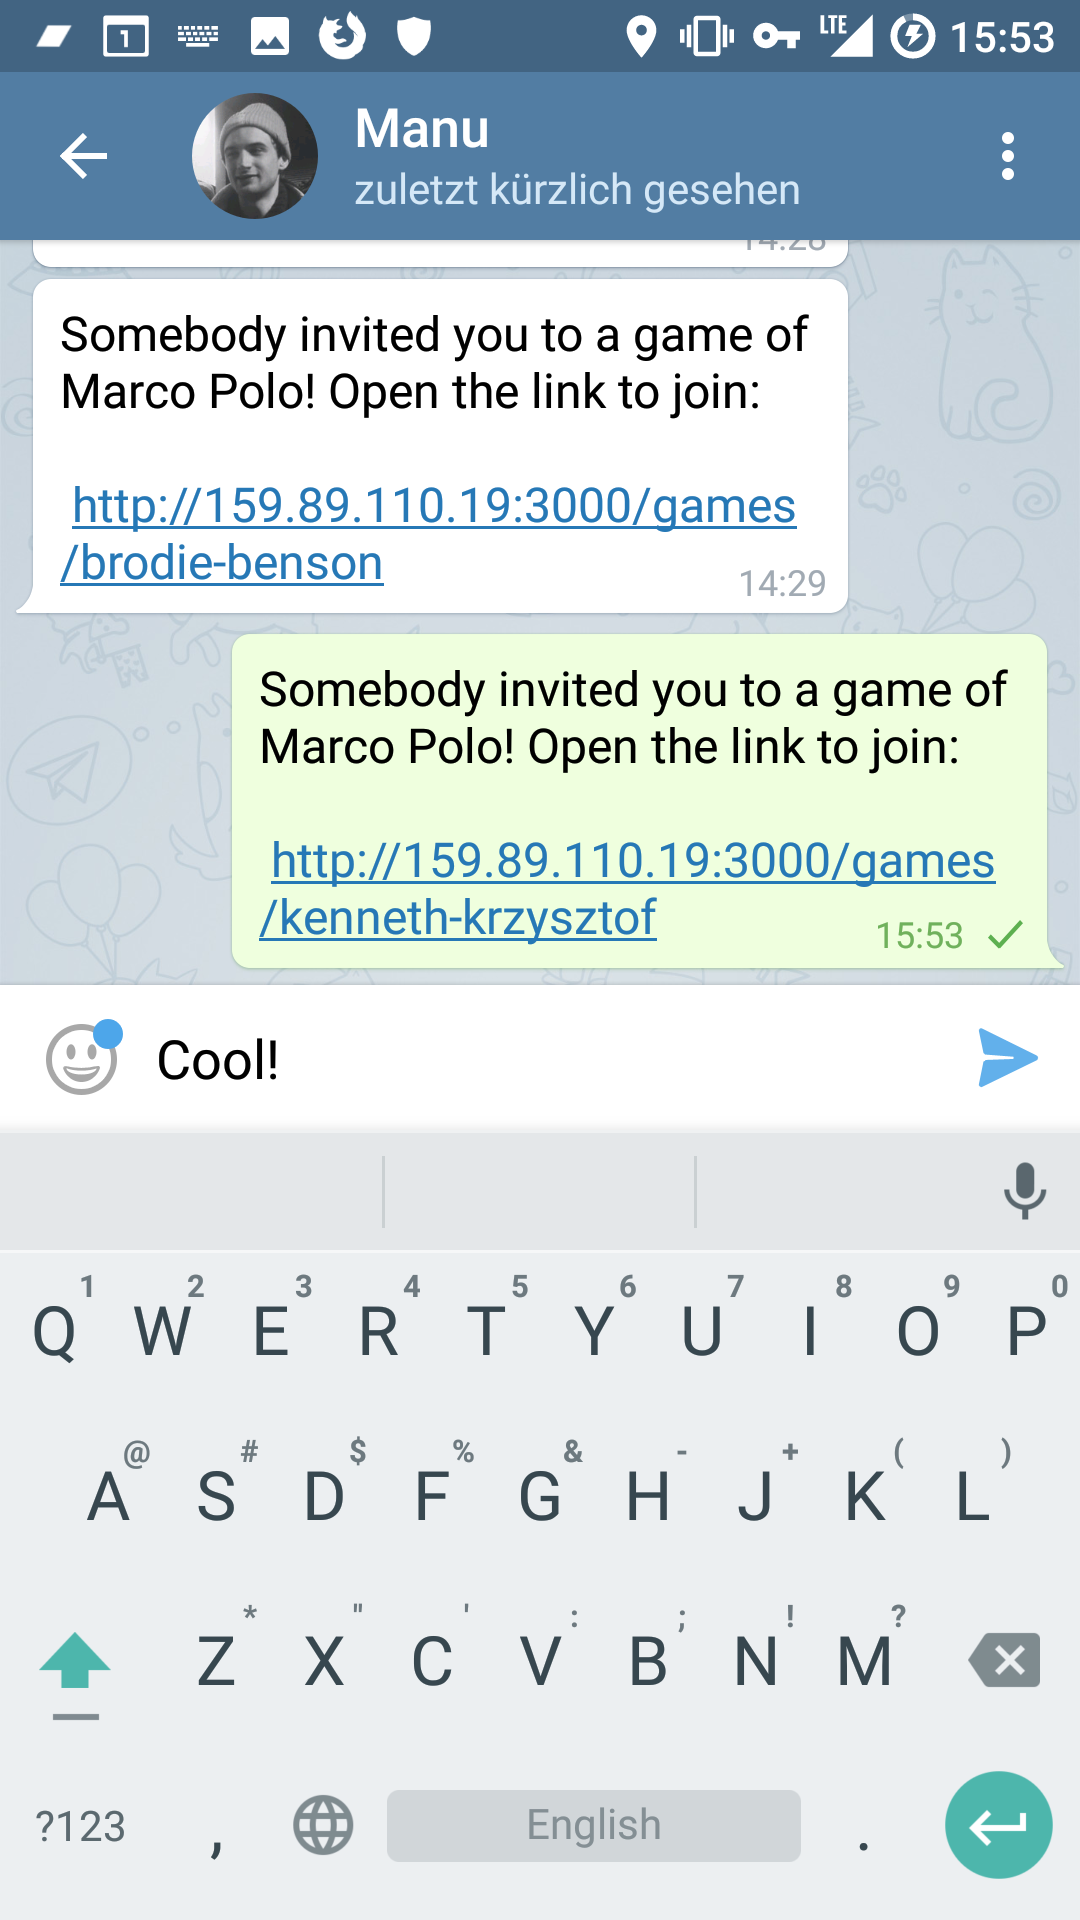 1 LTE 15:53
Manu
zuletzt kürzlich gesehen
14:28
Somebody invited you to a game of
Marco Polo! Open the link to join:
http://159.89.110.19:3000/games
/brodie-benson
14:29
Somebody invited you to a game of
Marco Polo! Open the link to join:
http://159.89.110.19:3000/games
/kenneth-krzysztof
15:53
Cool!
1 2 3 4 5 6 7 8 9 0
Q W E R T Y U I O P
@ # $ % & - + ( )
A S D F G H J K L
* " ' : ; ! ?
Z X C V B N M
?123 , English .